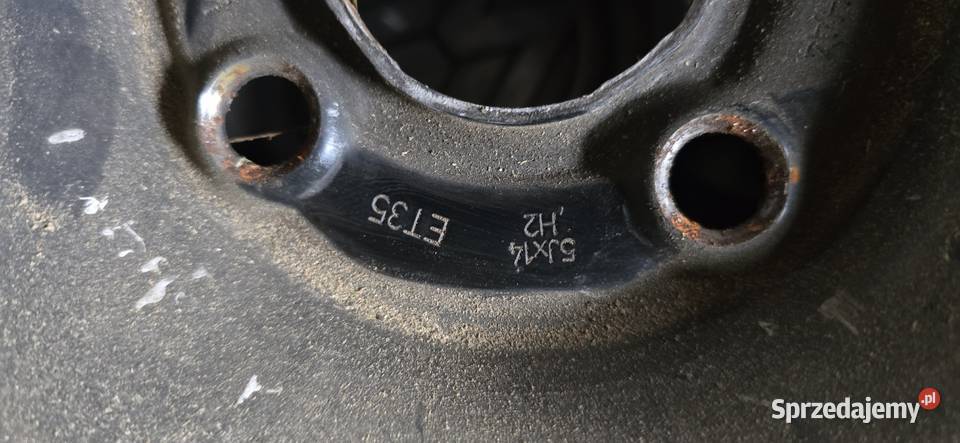 5Jx14
.H2
ET35
Sprzedajemy.pl